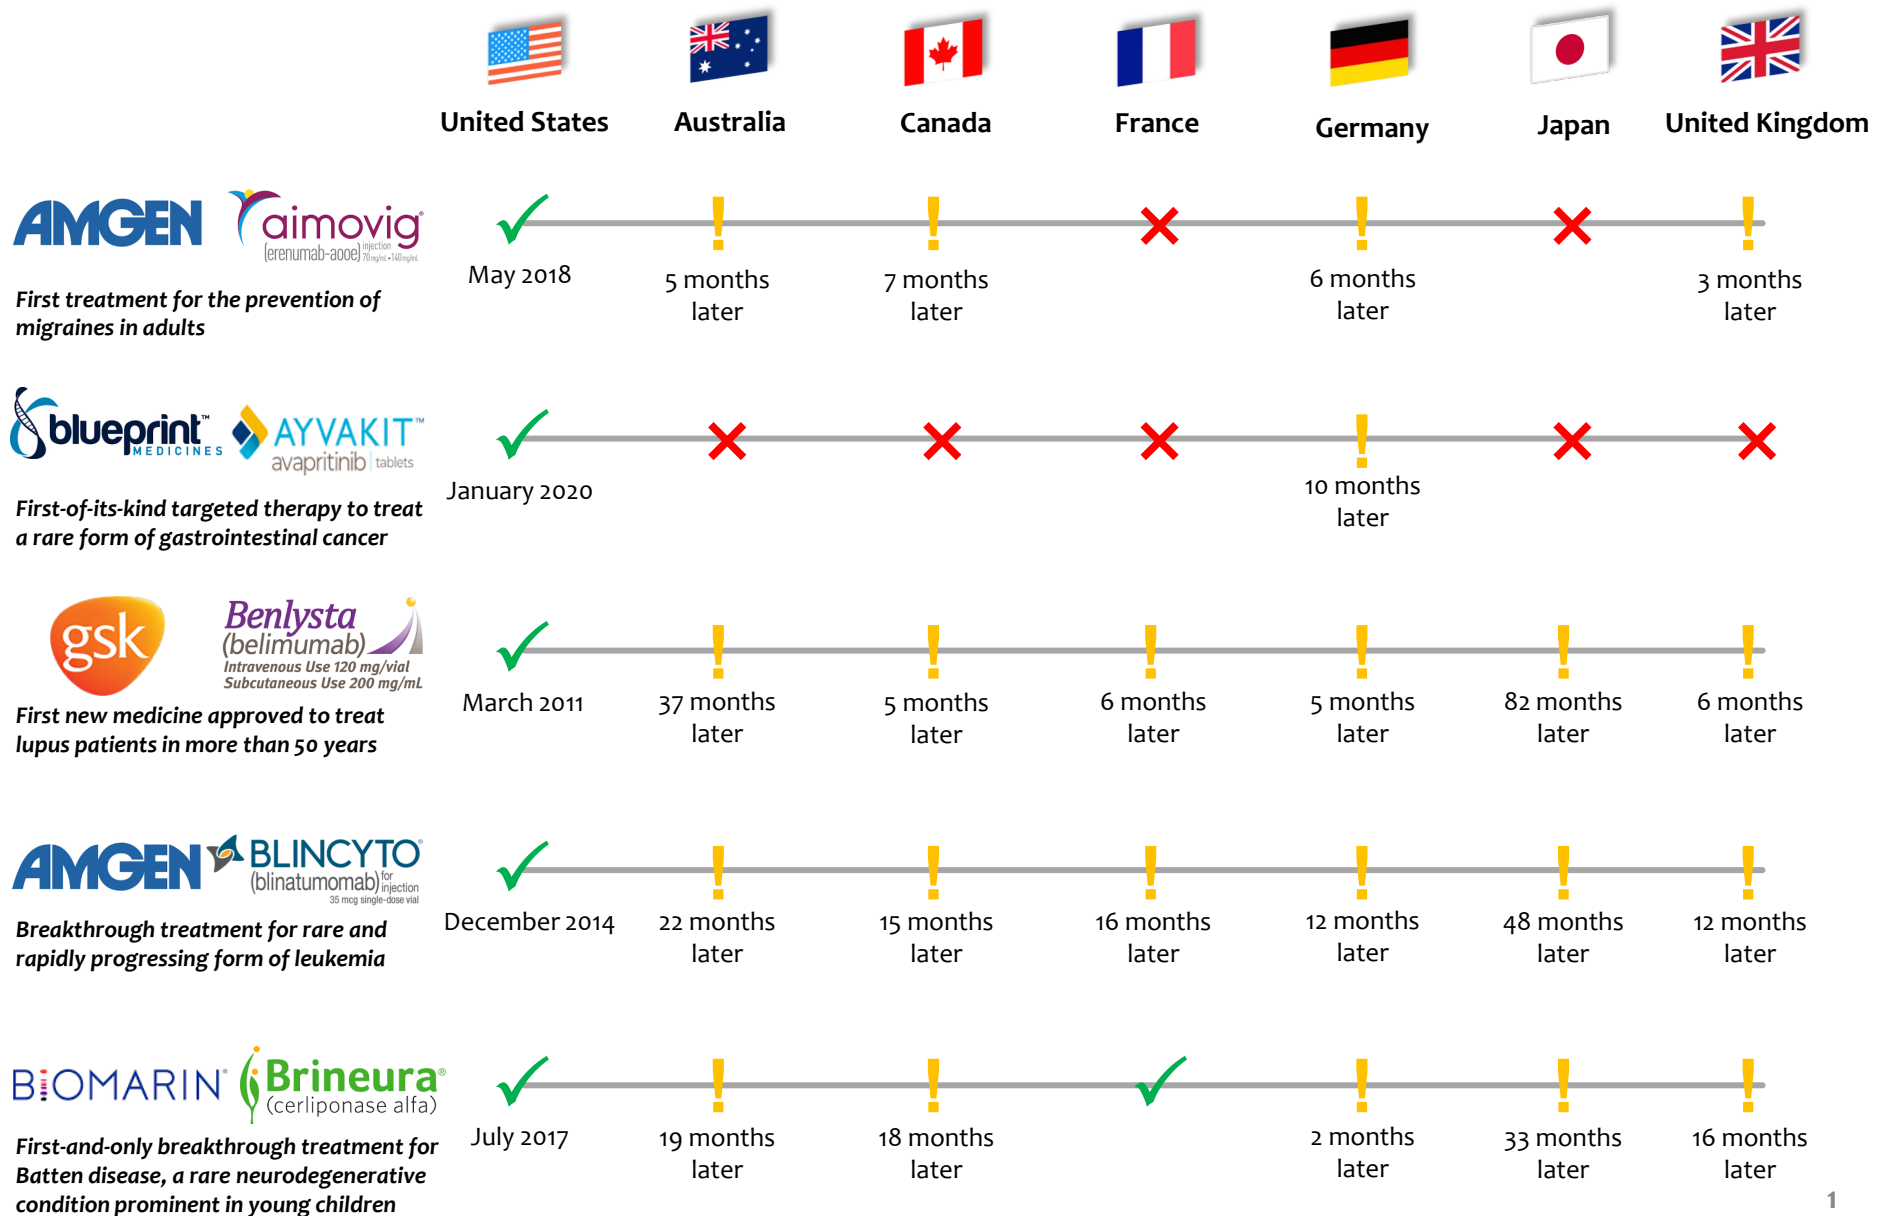 United States Australia Canada France Germany Japan United Kingdom
AMGEN aimovig®
(erenumab-aooe) injection
70 mg/mL • 140 mg/mL
First treatment for the prevention of
migraines in adults
May 2018
5 months
later
7 months
later
6 months
later
3 months
later
blueprint™
MEDICINES
AYVAKIT™
avapritinib | tablets
First-of-its-kind targeted therapy to treat
a rare form of gastrointestinal cancer
January 2020
10 months
later
gsk
Benlysta
(belimumab)
Intravenous Use 120 mg/vial
Subcutaneous Use 200 mg/mL
First new medicine approved to treat
lupus patients in more than 50 years
March 2011
37 months
later
5 months
later
6 months
later
5 months
later
82 months
later
6 months
later
AMGEN BLINCYTO®
(blinatumomab) for injection
35 mcg single-dose vial
Breakthrough treatment for rare and
rapidly progressing form of leukemia
December 2014
22 months
later
15 months
later
16 months
later
12 months
later
48 months
later
12 months
later
BIOMARIN® Brineura®
(cerliponase alfa)
First-and-only breakthrough treatment for
Batten disease, a rare neurodegenerative
condition prominent in young children
July 2017
19 months
later
18 months
later
2 months
later
33 months
later
16 months
later
1